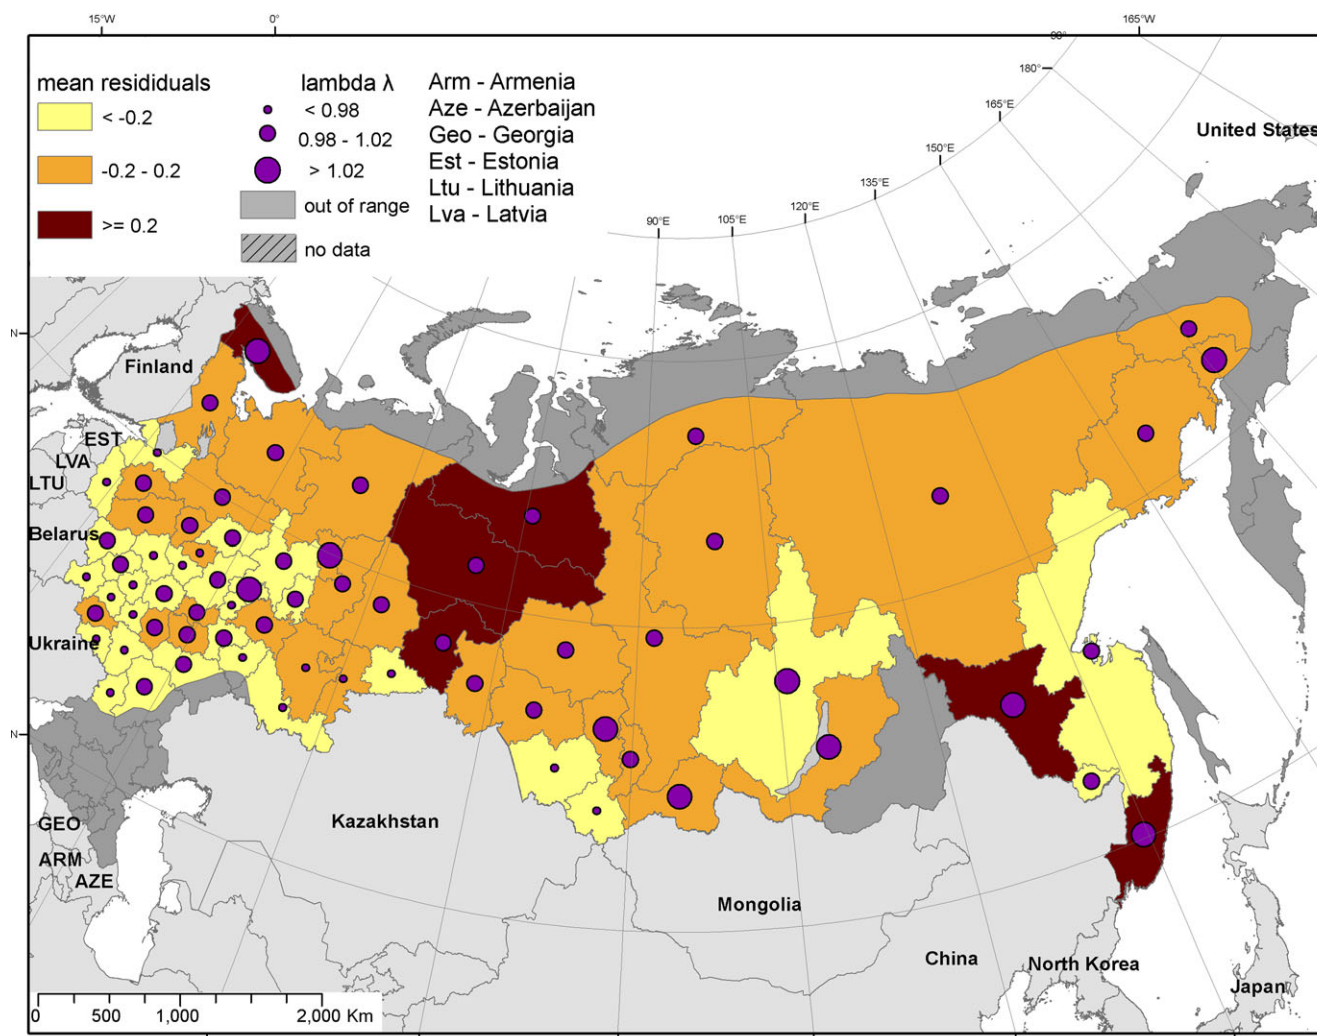 15°W
0°
165°W
90°
180°
165°E
150°E
135°E
120°E
105°E
90°E
mean resididuals
< -0.2
-0.2 - 0.2
>= 0.2
lambda λ
< 0.98
0.98 - 1.02
> 1.02
out of range
no data
Arm - Armenia
Aze - Azerbaijan
Geo - Georgia
Est - Estonia
Ltu - Lithuania
Lva - Latvia
United States
N
Finland
EST
LVA
LTU
Belarus
Ukraine
N
GEO
ARM
AZE
Kazakhstan
Mongolia
China
North Korea
Japan
0 500 1,000 2,000 Km